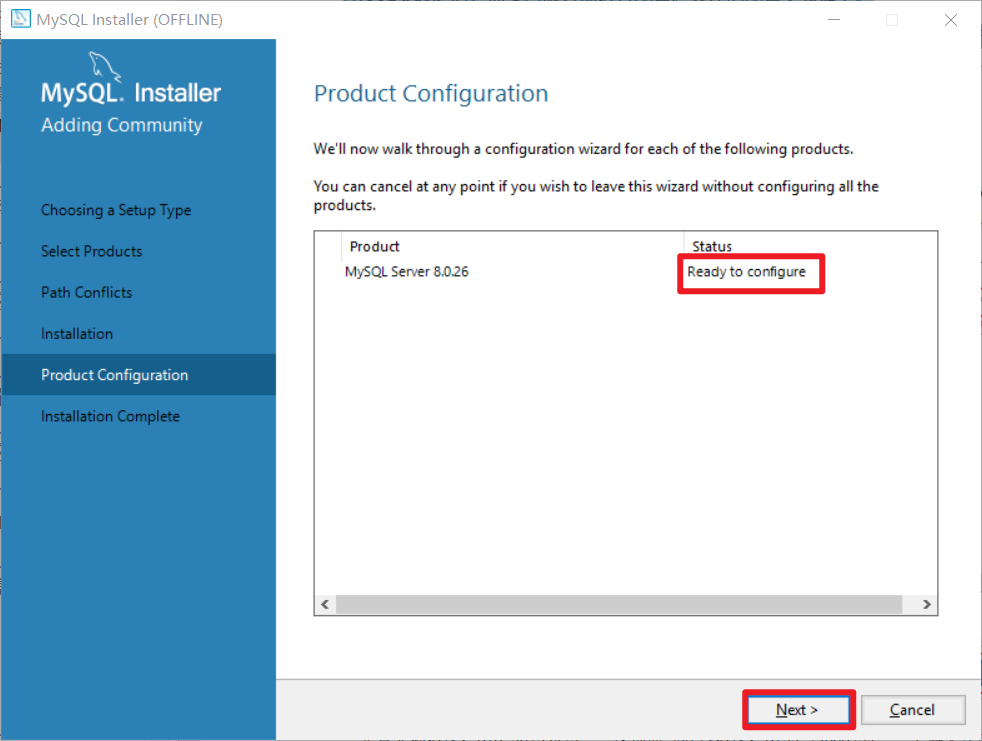 MySQL Installer (OFFLINE)
MySQL. Installer
Adding Community
Choosing a Setup Type
Select Products
Path Conflicts
Installation
Product Configuration
Installation Complete
Product Configuration
We'll now walk through a configuration wizard for each of the following products.
You can cancel at any point if you wish to leave this wizard without configuring all the
products.
Product Status
MySQL Server 8.0.26 Ready to configure
Next > Cancel